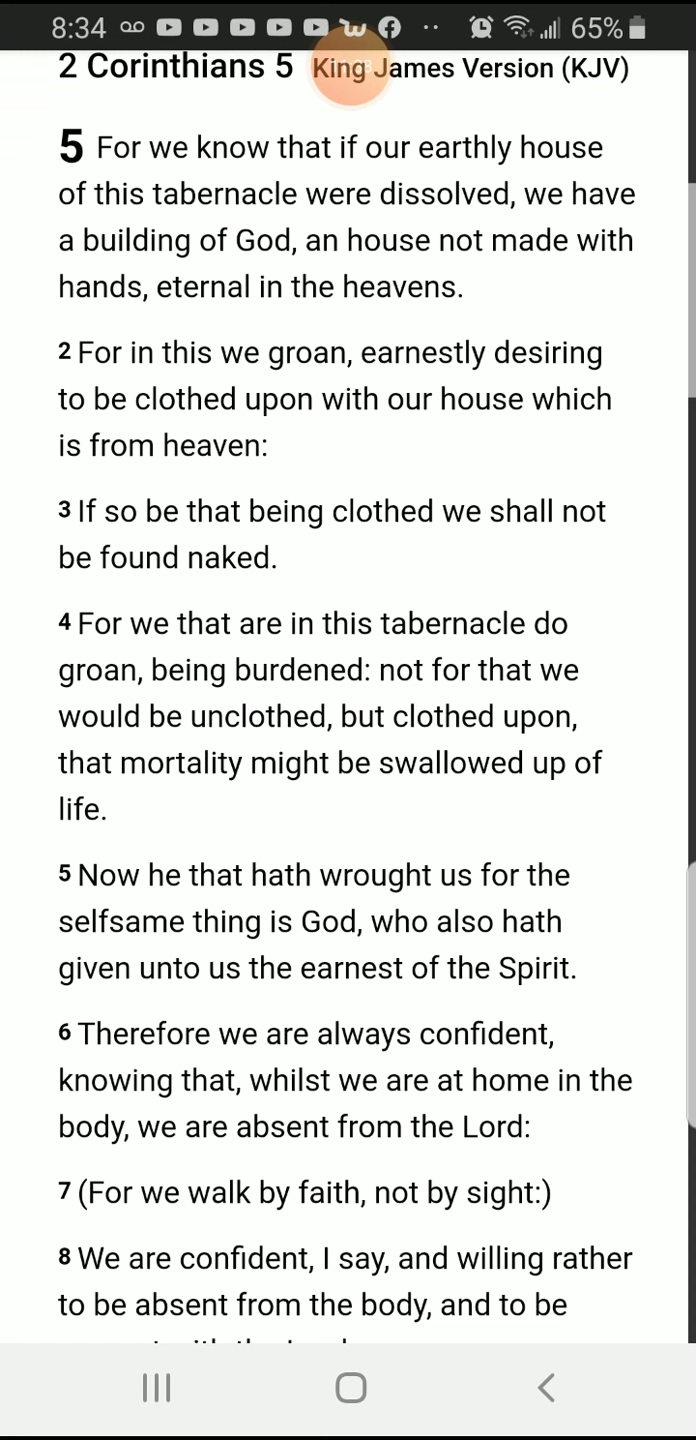 8:34 65%
2 Corinthians 5 King James Version (KJV)
5 For we know that if our earthly house
of this tabernacle were dissolved, we have
a building of God, an house not made with
hands, eternal in the heavens.
2 For in this we groan, earnestly desiring
to be clothed upon with our house which
is from heaven:
3 If so be that being clothed we shall not
be found naked.
4 For we that are in this tabernacle do
groan, being burdened: not for that we
would be unclothed, but clothed upon,
that mortality might be swallowed up of
life.
5 Now he that hath wrought us for the
selfsame thing is God, who also hath
given unto us the earnest of the Spirit.
6 Therefore we are always confident,
knowing that, whilst we are at home in the
body, we are absent from the Lord:
7 (For we walk by faith, not by sight:)
8 We are confident, I say, and willing rather
to be absent from the body, and to be